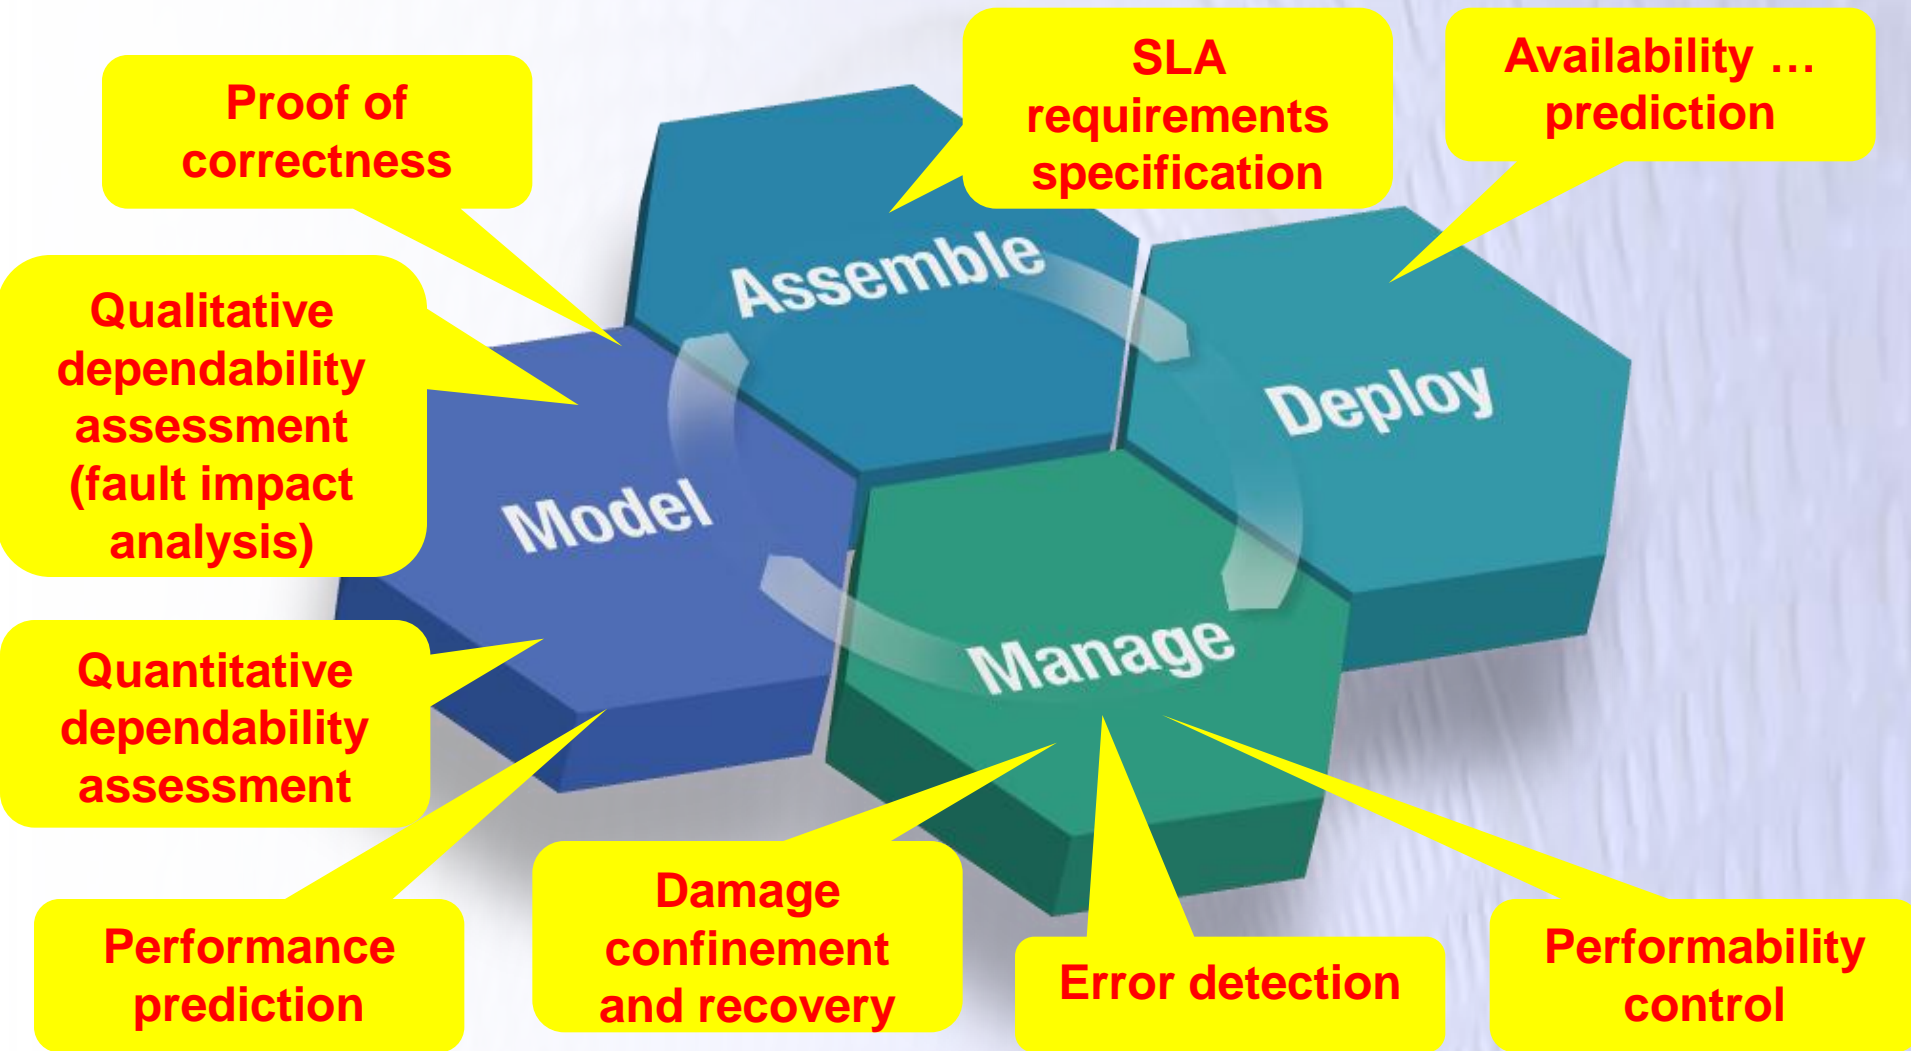 Proof of
correctness
SLA
requirements
specification
Availability …
prediction
Assemble
Qualitative
dependability
assessment
(fault impact
analysis)
Deploy
Model
Manage
Quantitative
dependability
assessment
Performance
prediction
Damage
confinement
and recovery
Error detection
Performability
control